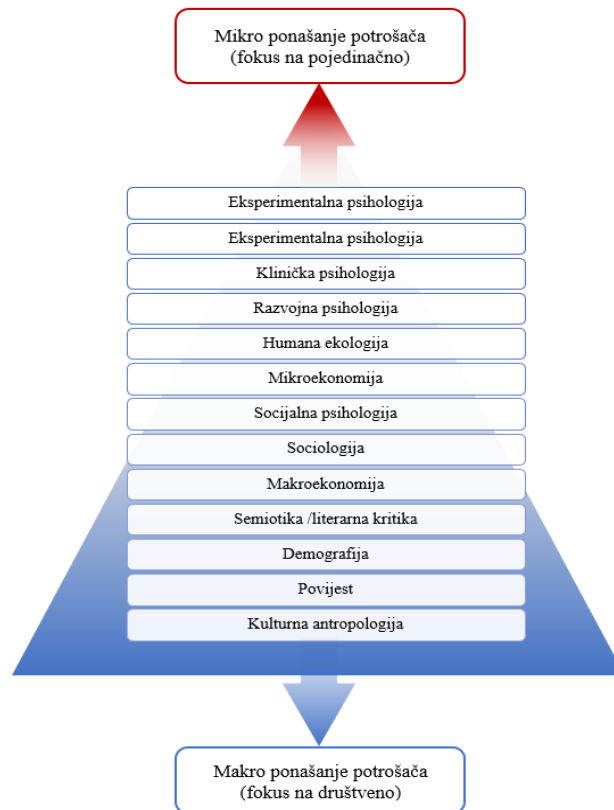 Mikro ponašanje potrošača
(fokus na pojedinačno)
Eksperimentalna psihologija
Eksperimentalna psihologija
Klinička psihologija
Razvojna psihologija
Humana ekologija
Mikroekonomija
Socijalna psihologija
Sociologija
Makroekonomija
Semiotika /literarna kritika
Demografija
Povijest
Kulturna antropologija
Makro ponašanje potrošača
(fokus na društveno)